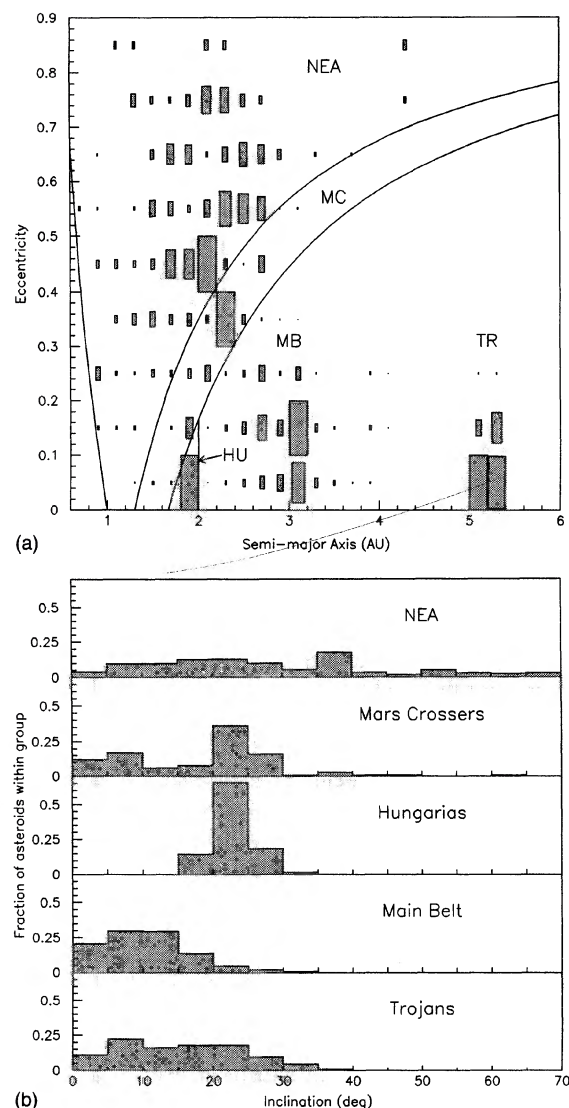 0.9
0.8
0.7
0.6
0.5
0.4
0.3
0.2
0.1
0
Eccentricity
NEA
MC
MB
TR
HU
1 2 3 4 5 6
(a)
Semi-major Axis (AU)
NEA
0.5
0.25
0
Mars Crossers
0.5
0.25
0
Hungarias
0.5
0.25
0
Main Belt
0.5
0.25
0
Trojans
0.5
0.25
0
Fraction of asteroids within group
0 10 20 30 40 50 60 70
(b)
Inclination (deg)